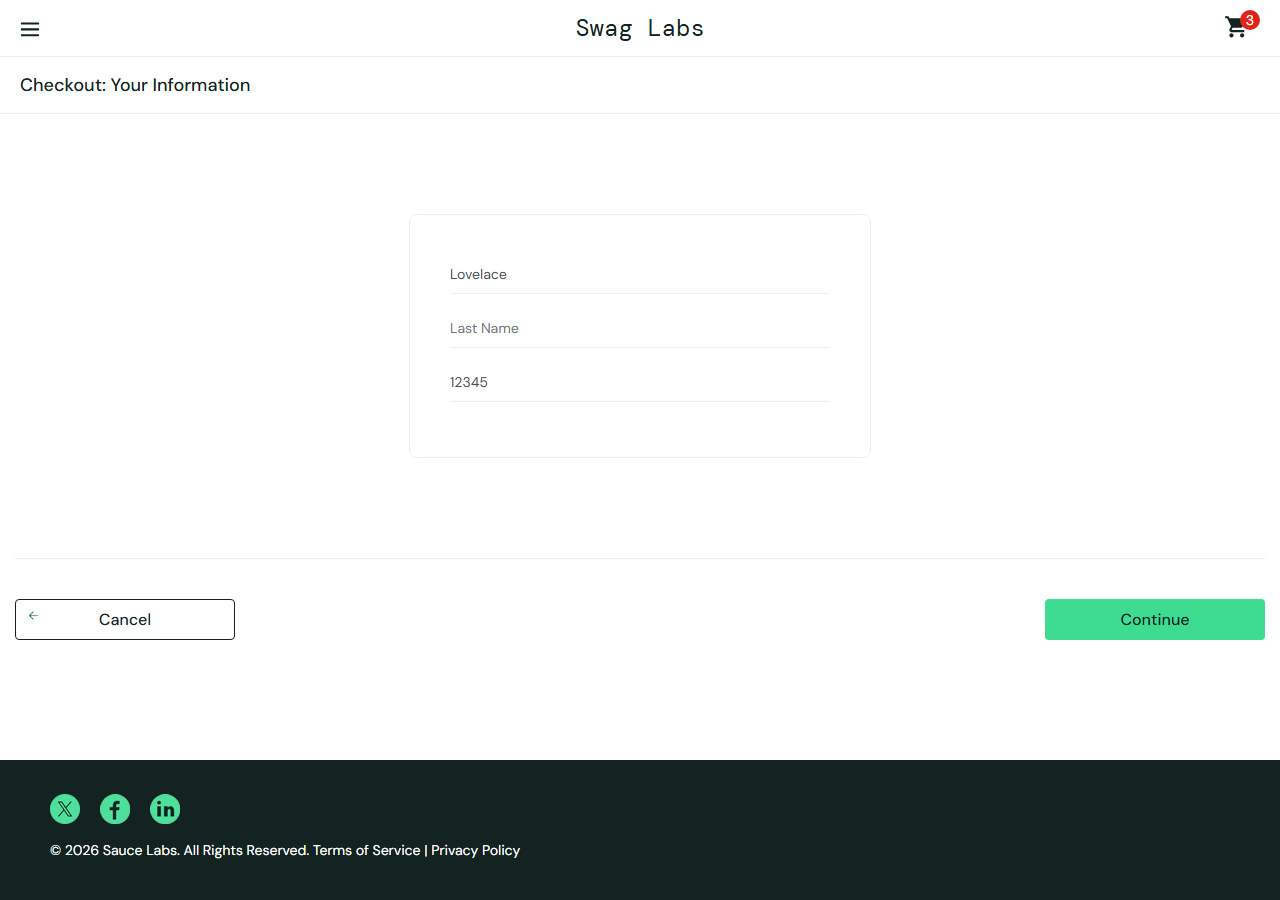 Swag Labs
3
Checkout: Your Information
Lovelace
Last Name
12345
Cancel
Continue
© 2026 Sauce Labs. All Rights Reserved. Terms of Service | Privacy Policy